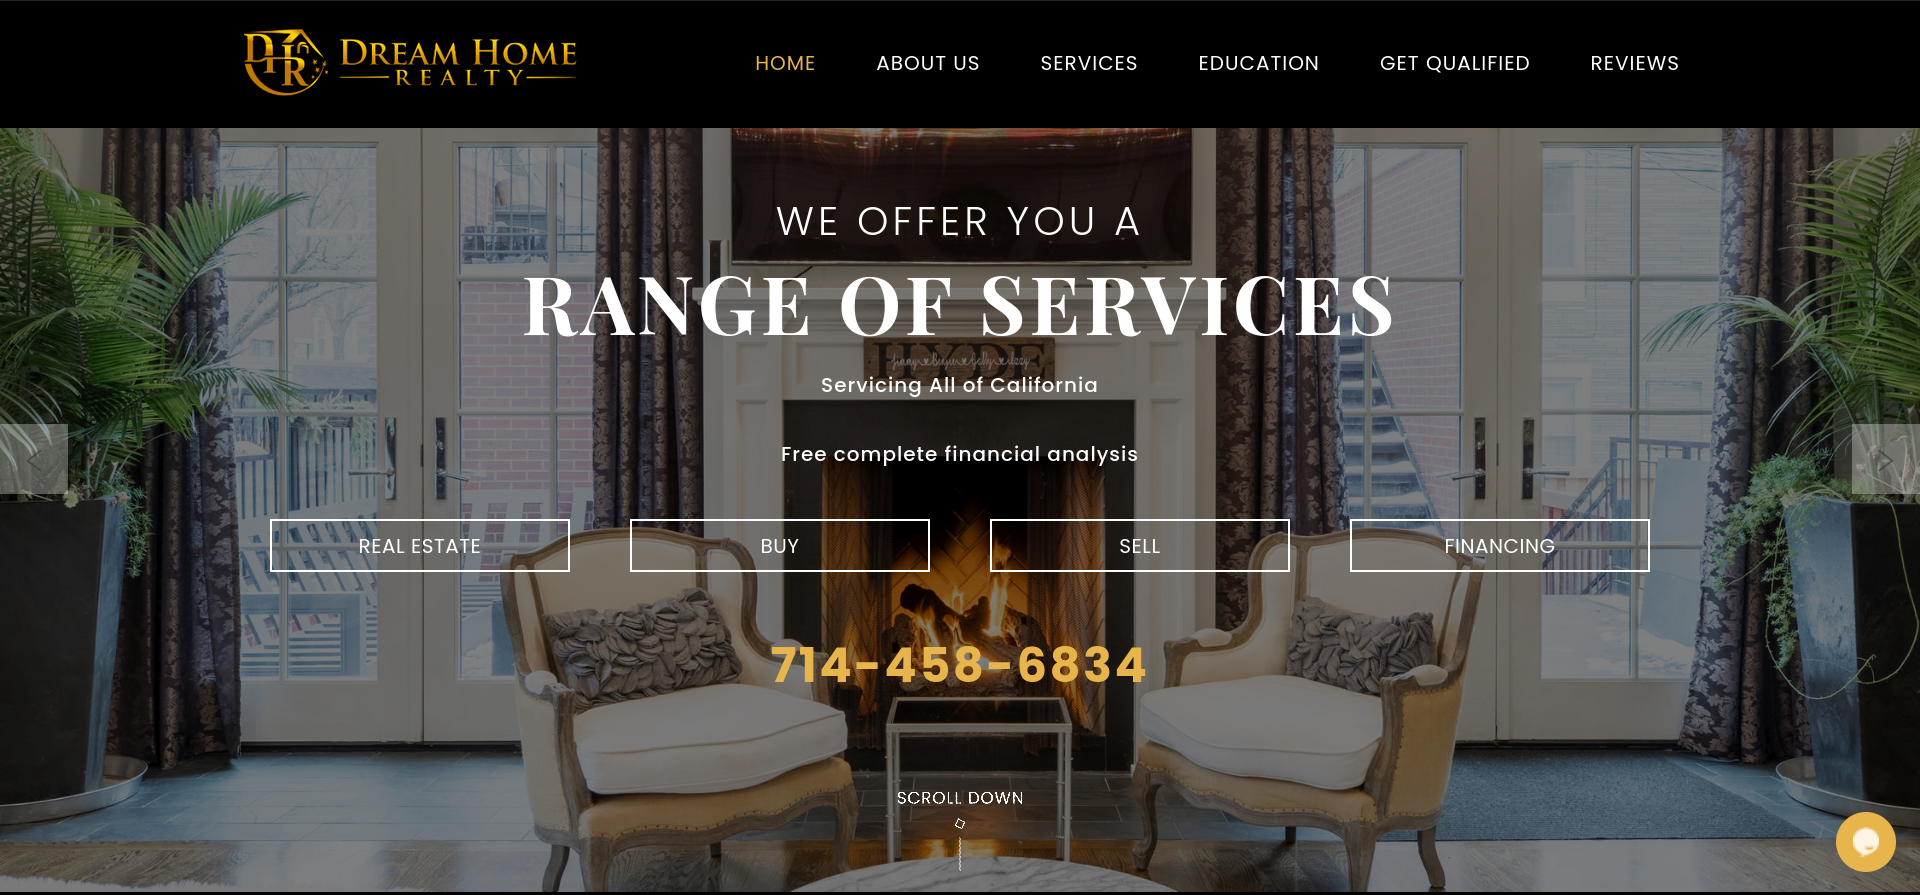 DHR
DREAM HOME
REALTY
HOME
ABOUT US
SERVICES
EDUCATION
GET QUALIFIED
REVIEWS
WE OFFER YOU A
RANGE OF SERVICES
HYDE
Servicing All of California
Free complete financial analysis
REAL ESTATE
BUY
SELL
FINANCING
714-458-6834
SCROLL DOWN